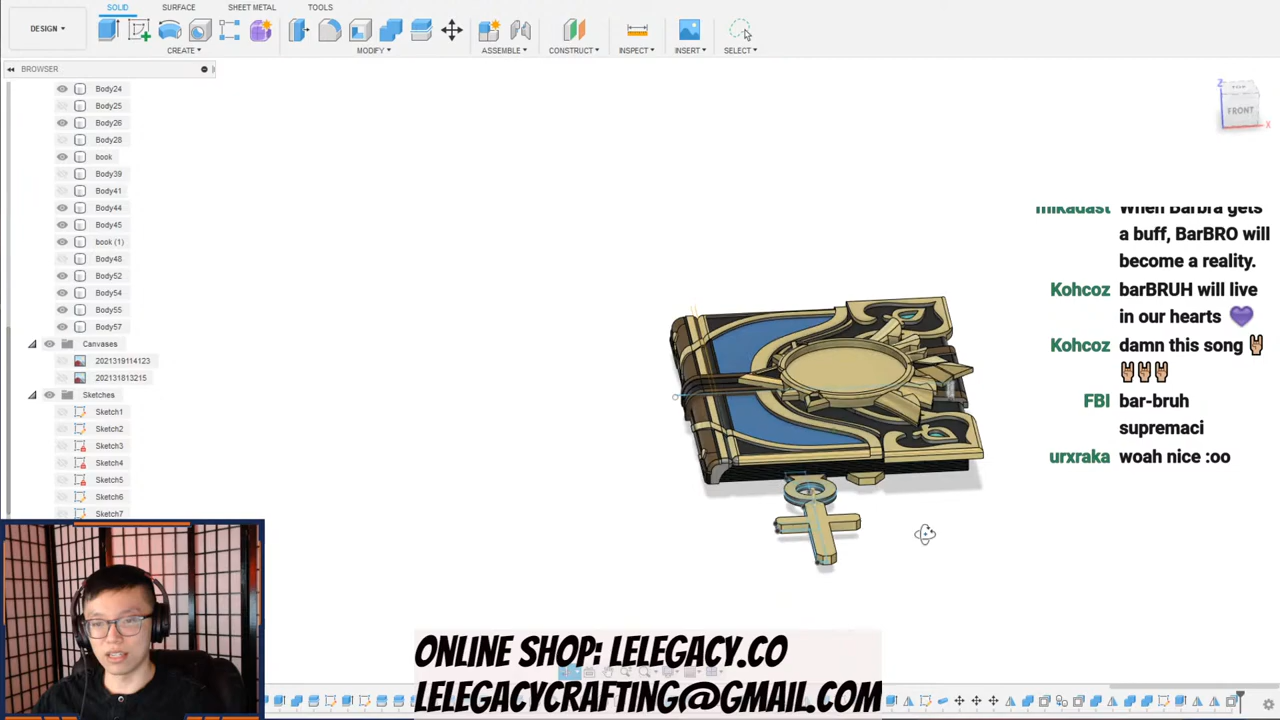 SOLID SURFACE SHEET METAL TOOLS
DESIGN
CREATE MODIFY ASSEMBLE CONSTRUCT INSPECT INSERT SELECT
BROWSER
Body24
Body25
Body26
Body28
book
Body39
Body41
Body44
Body45
book (1)
Body48
Body52
Body54
Body55
Body57
Canvases
2021319114123
202131813215
Sketches
Sketch1
Sketch2
Sketch3
Sketch4
Sketch5
Sketch6
Sketch7
Z
TOP
FRONT
X
mikadast When Barbra gets
a buff, BarBRO will
become a reality.
Kohcoz barBRUH will live
in our hearts 💜
Kohcoz damn this song 🤘🏼
🤘🏼🤘🏼🤘🏼
FBI bar-bruh
supremaci
urxraka woah nice :oo
ONLINE SHOP: LELEGACY.CO
LELEGACYCRAFTING@GMAIL.COM